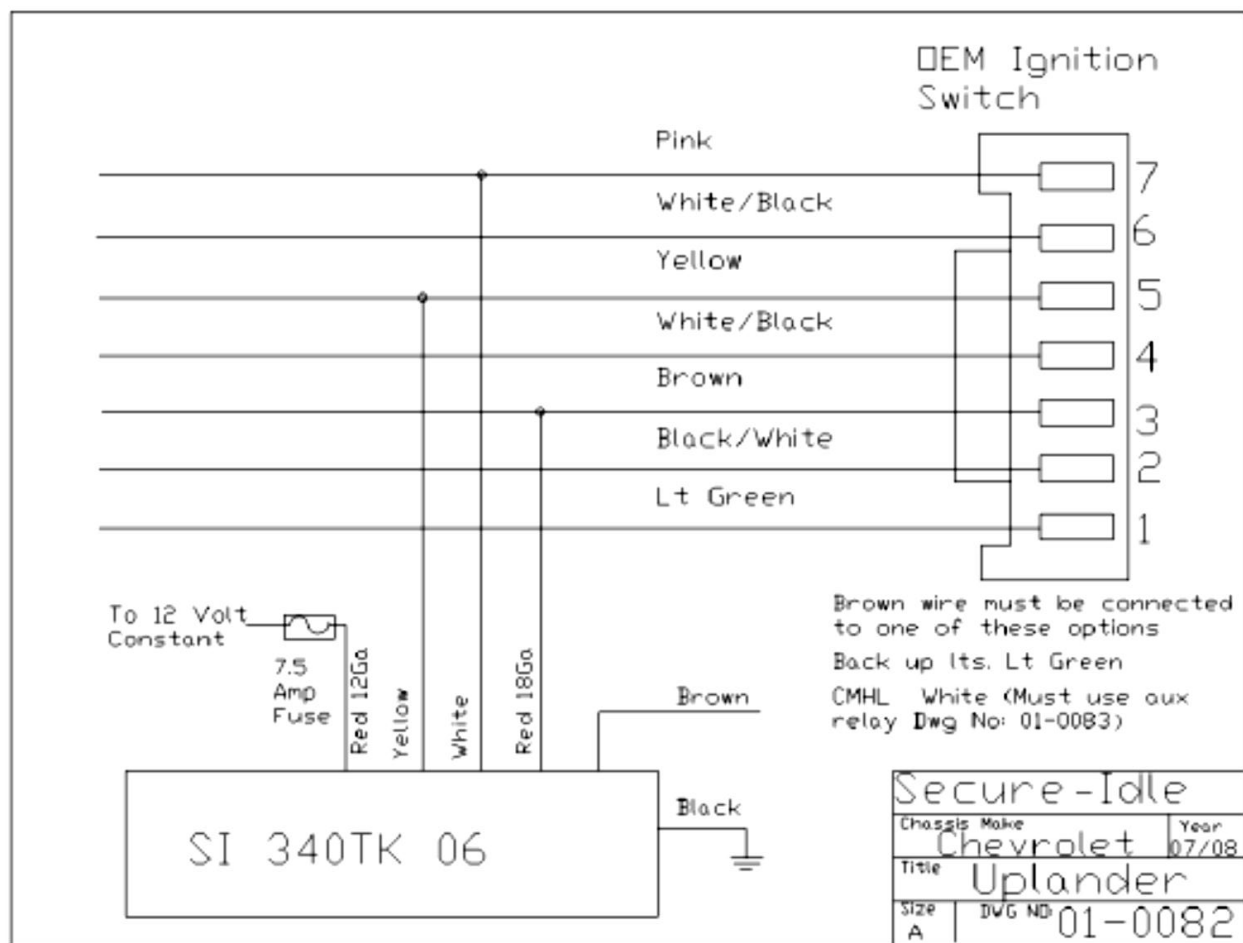 OEM Ignition
Switch
Pink
7
White/Black
6
Yellow
5
White/Black
4
Brown
3
Black/White
2
Lt Green
1
Brown wire must be connected
to one of these options
Back up lts. Lt Green
CMHL White (Must use aux
relay Dwg No: 01-0083)
To 12 Volt
Constant
7.5
Amp
Fuse
Red 12Ga
Yellow
White
Red 18Ga
Brown
Black
SI 340TK 06
Secure-Idle
Chassis Make
Chevrolet
Year
07/08
Title
Uplander
Size
A
DWG NO:
01-0082